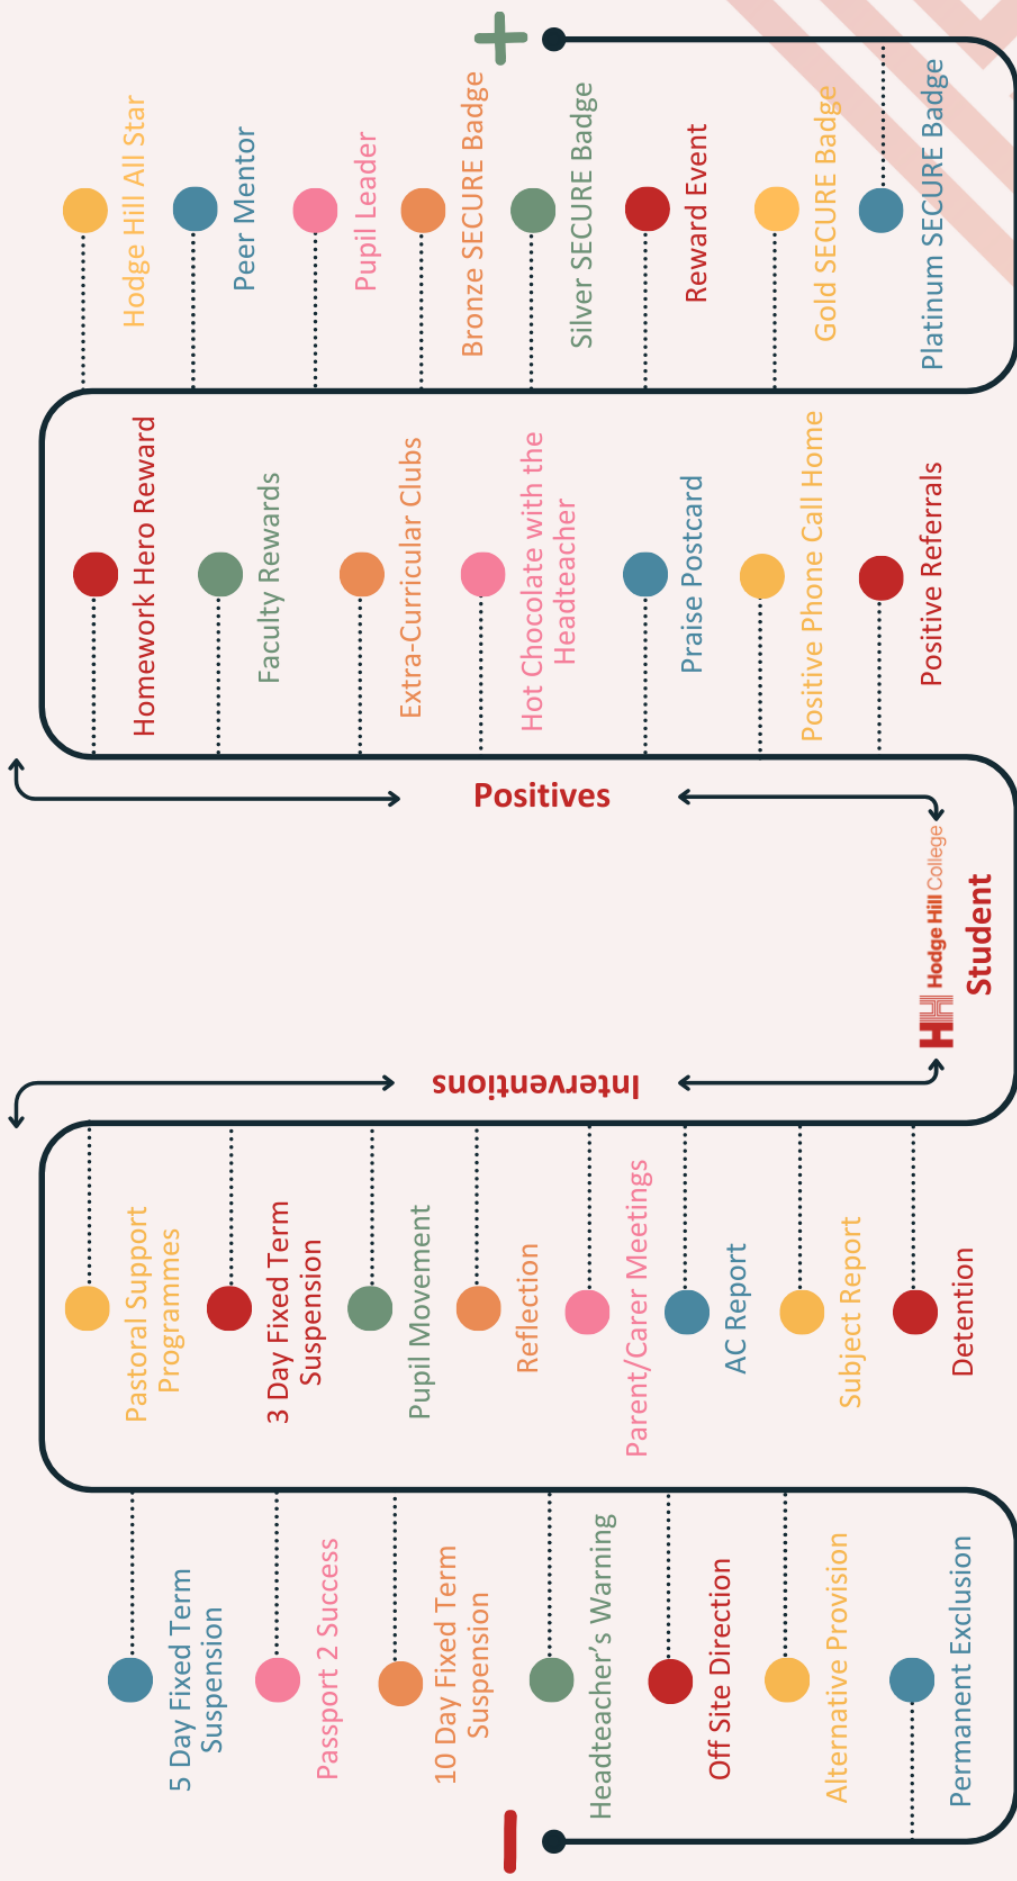 −
5 Day Fixed Term
Suspension
Passport 2 Success
10 Day Fixed Term
Suspension
Headteacher’s Warning
Off Site Direction
Alternative Provision
Permanent Exclusion
Pastoral Support
Programmes
3 Day Fixed Term
Suspension
Pupil Movement
Reflection
Parent/Carer Meetings
AC Report
Subject Report
Detention
Interventions
HH Hodge Hill College
Student
Positives
Homework Hero Reward
Faculty Rewards
Extra-Curricular Clubs
Hot Chocolate with the
Headteacher
Praise Postcard
Positive Phone Call Home
Positive Referrals
Hodge Hill All Star
Peer Mentor
Pupil Leader
Bronze SECURE Badge
Silver SECURE Badge
Reward Event
Gold SECURE Badge
Platinum SECURE Badge
+